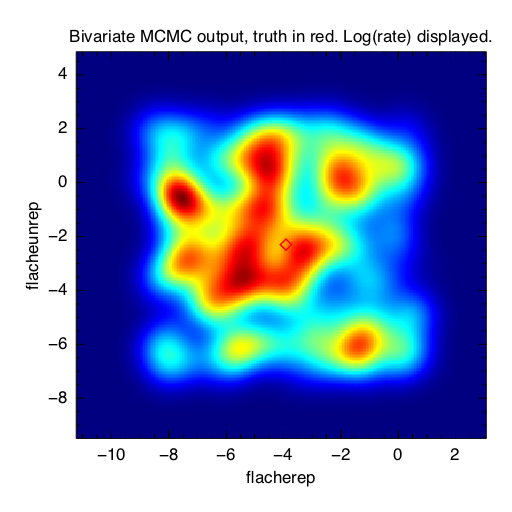 Bivariate MCMC output, truth in red. Log(rate) displayed.
4
2
0
−2
−4
−6
−8
flacheunrep
−10 −8 −6 −4 −2 0 2
flacherep